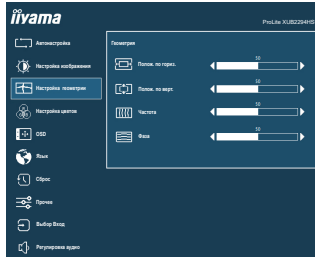 iiyama
ProLite XUB2294HS
Автонастройка
Настройка изображения
Настройка геометрии
Настройка цветов
OSD
Язык
Сброс
Прочее
Выбор Вход
Регулировка аудио
Геометрия
Полож. по гориз.
50
Полож. по верт.
50
Частота
50
Фаза
50